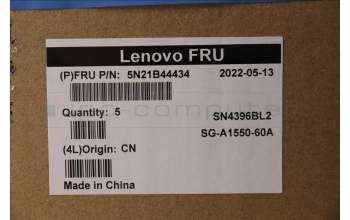 Lenovo FRU
(P)FRU P/N: 5N21B44434 2022-05-13
Quantity: 5 SN4396BL2
SG-A1550-60A
(4L)Origin: CN
Made in China